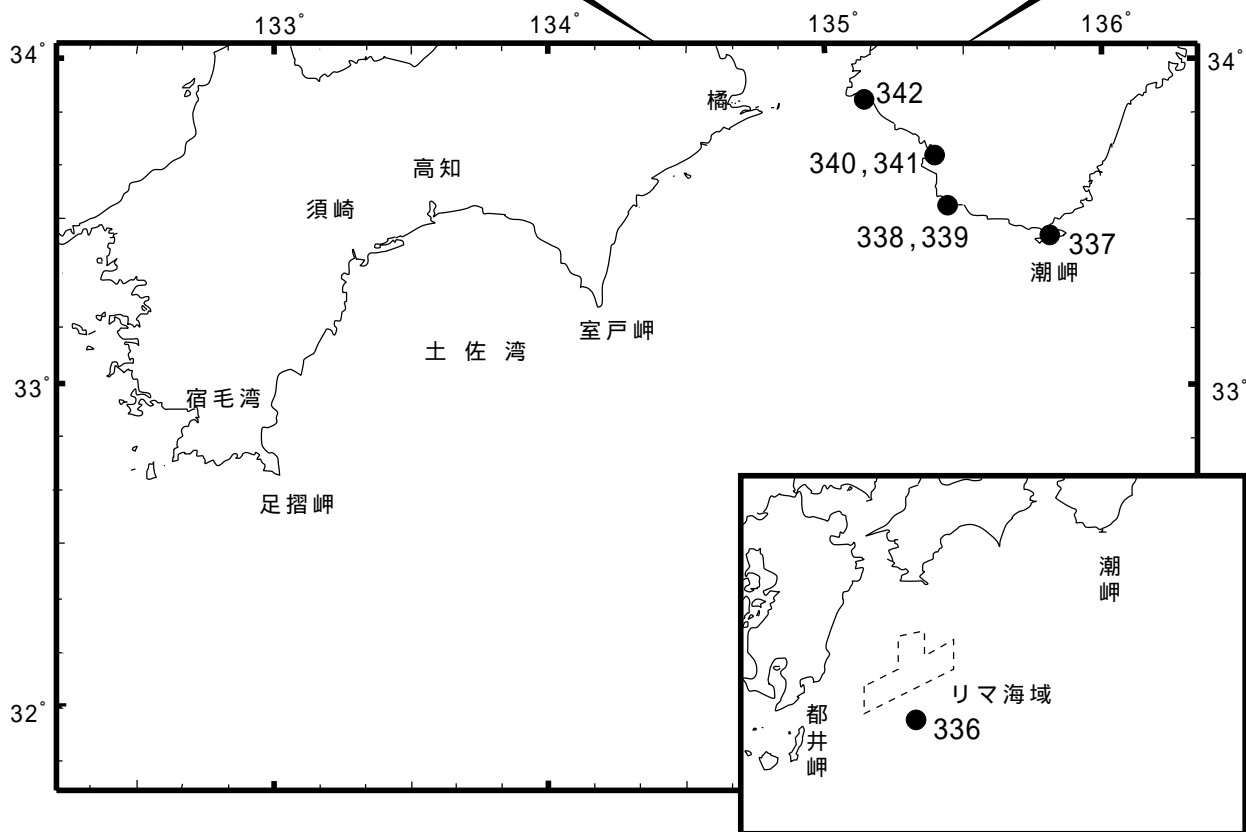 133°
134°
135°
136°
34°
34°
橘
342
高知
340,341
須崎
338,339
337
潮岬
室戸岬
土佐湾
33°
33°
宿毛湾
足摺岬
潮岬
リマ海域
都井岬
336
32°